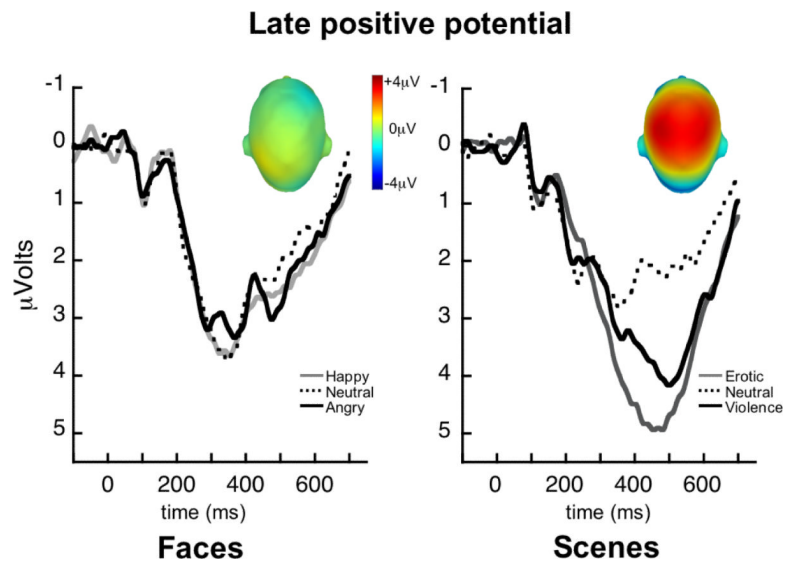 Late positive potential
-1
0
1
2
3
4
5
μVolts
+4μV
0μV
-4μV
Happy
Neutral
Angry
0 200 400 600
time (ms)
Faces
-1
0
1
2
3
4
5
Erotic
Neutral
Violence
0 200 400 600
time (ms)
Scenes